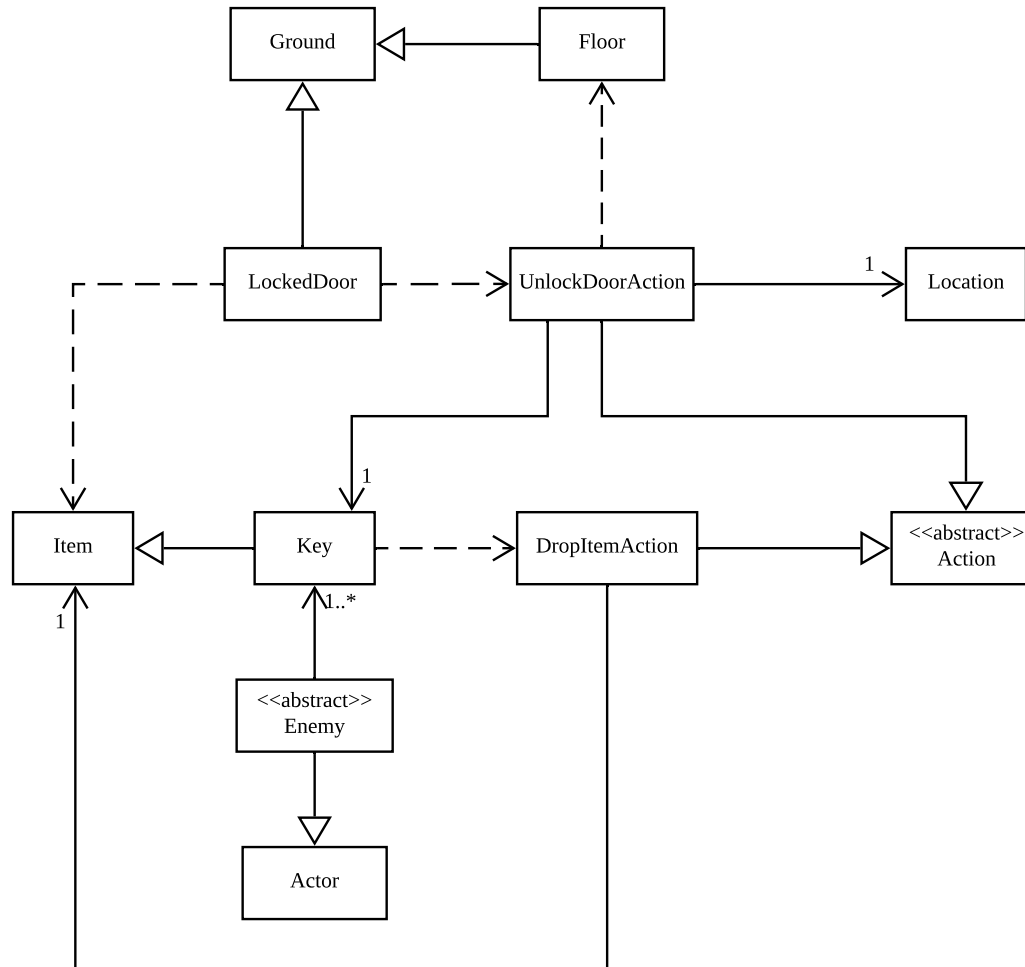 Ground
Floor
LockedDoor
UnlockDoorAction
1
Location
1
Item
Key
DropItemAction
<<abstract>>
Action
1
1..*
<<abstract>>
Enemy
Actor